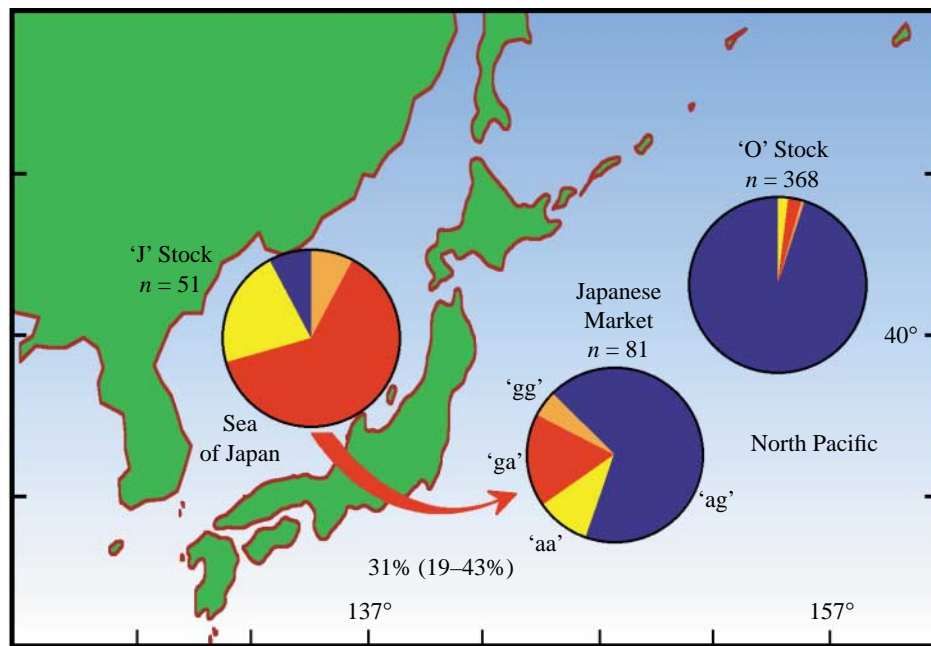 ‘O’ Stock
n = 368
‘J’ Stock
n = 51
Japanese
Market
n = 81
40°
‘gg’
Sea
of Japan
North Pacific
‘ga’
‘ag’
‘aa’
31% (19–43%)
137°
157°